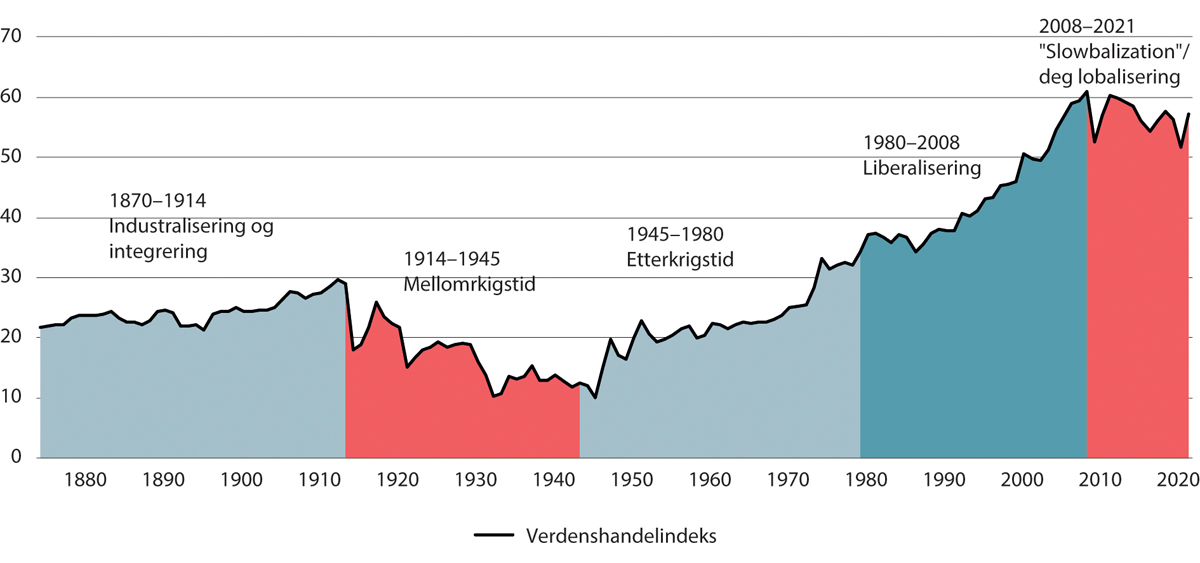 70
60
50
40
30
20
10
0
1870–1914
Industralisering og
integrering
1914–1945
Mellomrkigstid
1945–1980
Etterkrigstid
1980–2008
Liberalisering
2008–2021
"Slowbalization"/
deg lobalisering
1880 1890 1900 1910 1920 1930 1940 1950 1960 1970 1980 1990 2000 2010 2020
Verdenshandelindeks